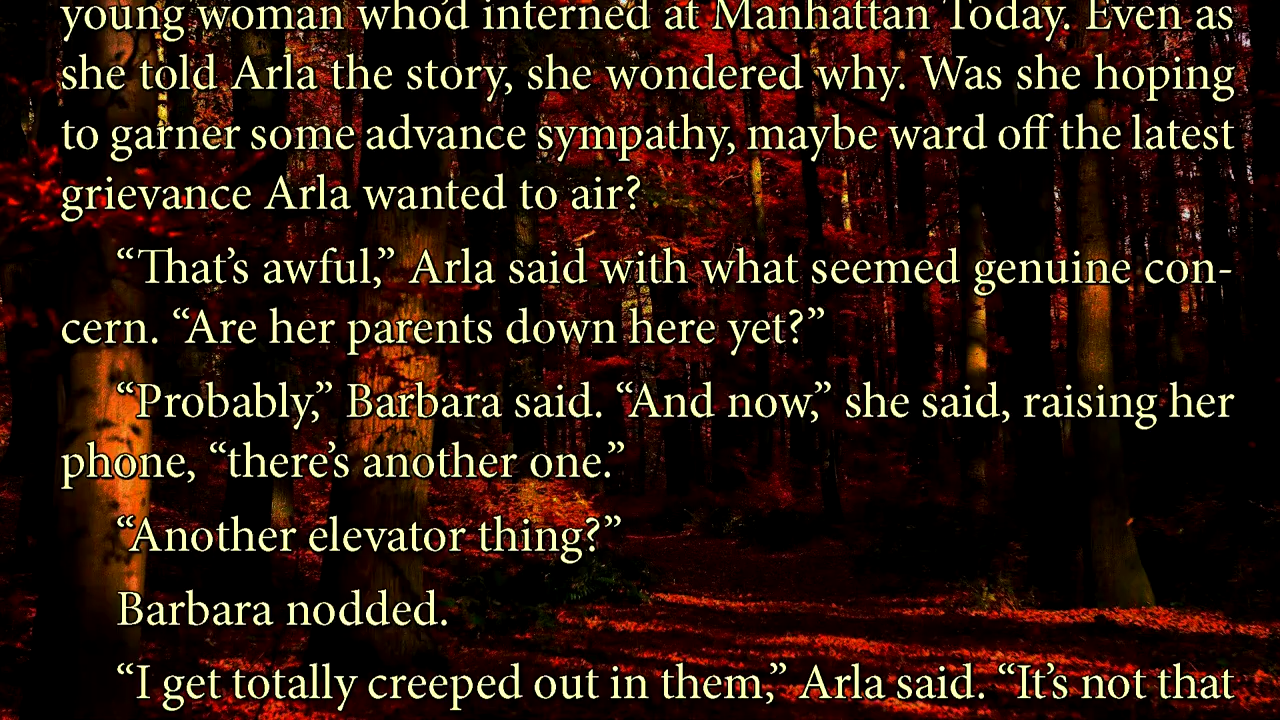 young woman who’d interned at Manhattan Today. Even as
she told Arla the story, she wondered why. Was she hoping
to garner some advance sympathy, maybe ward off the latest
grievance Arla wanted to air?
“That’s awful,” Arla said with what seemed genuine con-
cern. “Are her parents down here yet?”
“Probably,” Barbara said. “And now,” she said, raising her
phone, “there’s another one.”
“Another elevator thing?”
Barbara nodded.
“I get totally creeped out in them,” Arla said. “It’s not that